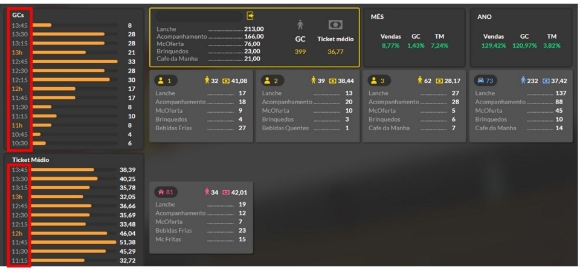 GCs
13:45 8
13:30 28
13:15 28
13h 21
12:45 33
12:30 28
12:15 30
12h 17
11:45 17
11:30 8
11:15 10
11h 8
10:45 4
10:30 6
Lanche 213,00
Acompanhamento 166,00
McOferta 76,00
Brinquedos 23,00
Cafe da Manha 21,00
GC Ticket médio
399 36,77
MÊS
Vendas GC TM
8,77% 1,43% 7,24%
ANO
Vendas GC TM
129,42% 120,97% 3,82%
1 32 41,08
Lanche 17
Acompanhamento 18
McOferta 9
Brinquedos 4
Bebidas Frias 27
2 39 38,44
Lanche 13
Acompanhamento 20
McOferta 10
Brinquedos 3
Bebidas Quentes 1
3 62 28,17
Lanche 27
Acompanhamento 28
McOferta 5
Brinquedos 6
Cafe da Manha 7
73 232 37,42
Lanche 137
Acompanhamento 88
McOferta 45
Brinquedos 10
Cafe da Manha 14
Ticket Médio
13:45 38,39
13:30 40,25
13:15 35,78
13h 32,05
12:45 36,66
12:30 35,69
12:15 33,48
12h 46,04
11:45 51,38
11:30 45,29
11:15 32,72
83 34 42,01
Lanche 19
Acompanhamento 12
McOferta 7
Bebidas Frias 23
Mc Fritas 15